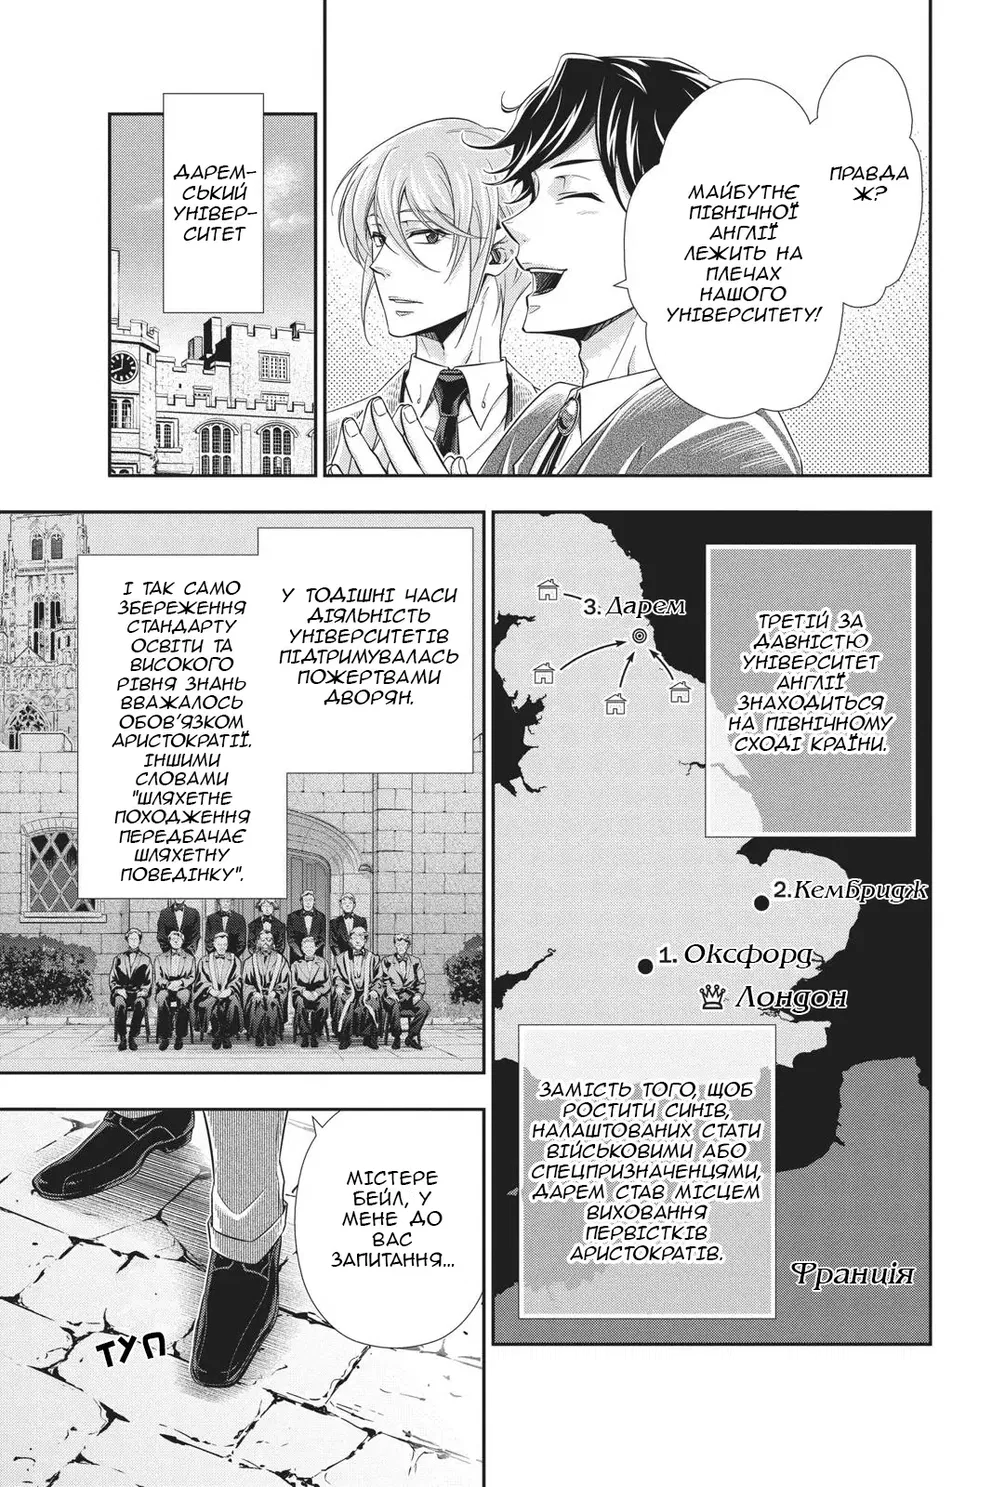 ПРАВДА
Ж?
МАЙБУТНЄ
ПІВНІЧНОЇ
АНГЛІЇ
ЛЕЖИТЬ НА
ПЛЕЧАХ
НАШОГО
УНІВЕРСИТЕТУ!
ДАРЕМ-
СЬКИЙ
УНІВЕР-
СИТЕТ
ТРЕТІЙ ЗА
ДАВНІСТЮ
УНІВЕРСИТЕТ
АНГЛІЇ
ЗНАХОДИТЬСЯ
НА ПІВНІЧНОМУ
СХОДІ КРАЇНИ.
3. Дарем
2. Кембридж
1. Оксфорд
Лондон
Франція
ЗАМІСТЬ ТОГО, ЩОБ
РОСТИТИ СИНІВ,
НАЛАШТОВАНИХ СТАТИ
ВІЙСЬКОВИМИ АБО
СПЕЦПРИЗНАЧЕНЦЯМИ,
ДАРЕМ СТАВ МІСЦЕМ
ВИХОВАННЯ
ПЕРВІСТКІВ
АРИСТОКРАТІВ.
У ТОДІШНІ ЧАСИ
ДІЯЛЬНІСТЬ
УНІВЕРСИТЕТІВ
ПІДТРИМУВАЛАСЬ
ПОЖЕРТВАМИ
ДВОРЯН.
І ТАК САМО
ЗБЕРЕЖЕННЯ
СТАНДАРТУ
ОСВІТИ ТА
ВИСОКОГО
РІВНЯ ЗНАНЬ
ВВАЖАЛОСЬ
ОБОВ'ЯЗКОМ
АРИСТОКРАТІЇ.
ІНШИМИ
СЛОВАМИ
"ШЛЯХЕТНЕ
ПОХОДЖЕННЯ
ПЕРЕДБАЧАЄ
ШЛЯХЕТНУ
ПОВЕДІНКУ".
МІСТЕРЕ
БЕЙЛ, У
МЕНЕ ДО
ВАС
ЗАПИТАННЯ...
ТУП